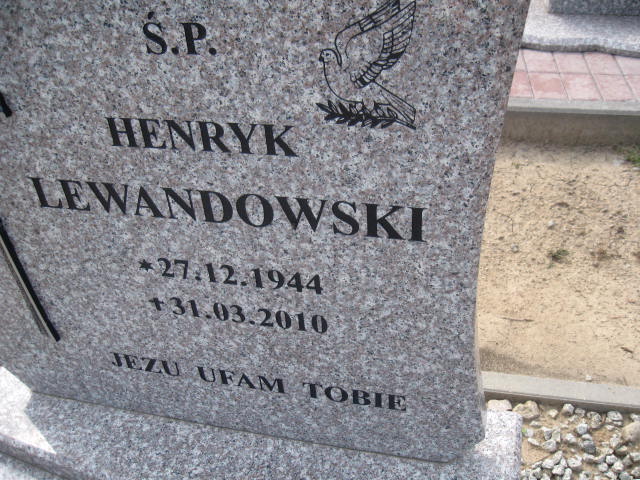 Ś.P.
HENRYK
LEWANDOWSKI
*27.12.1944
✝31.03.2010
JEZU UFAM TOBIE